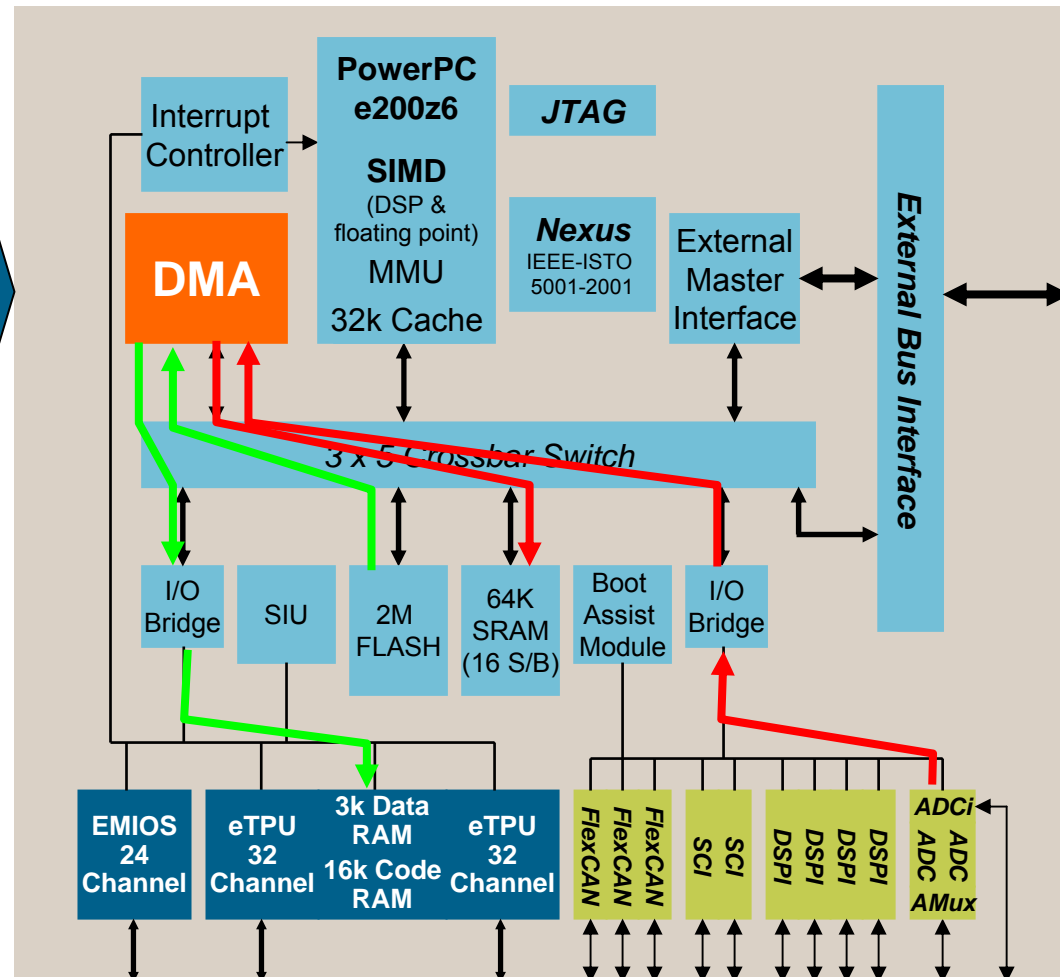 PowerPC
e200z6
SIMD
(DSP &
floating point)
MMU
32k Cache
Interrupt
Controller
JTAG
Nexus
IEEE-ISTO
5001-2001
External
Master
Interface
External Bus Interface
DMA
3 x 5 Crossbar Switch
I/O
Bridge
SIU
2M
FLASH
64K
SRAM
(16 S/B)
Boot
Assist
Module
I/O
Bridge
EMIOS
24
Channel
eTPU
32
Channel
3k Data
RAM
16k Code
RAM
eTPU
32
Channel
FlexCAN
FlexCAN
FlexCAN
SCI
SCI
DSPI
DSPI
DSPI
DSPI
ADCi
ADC
ADC
AMux